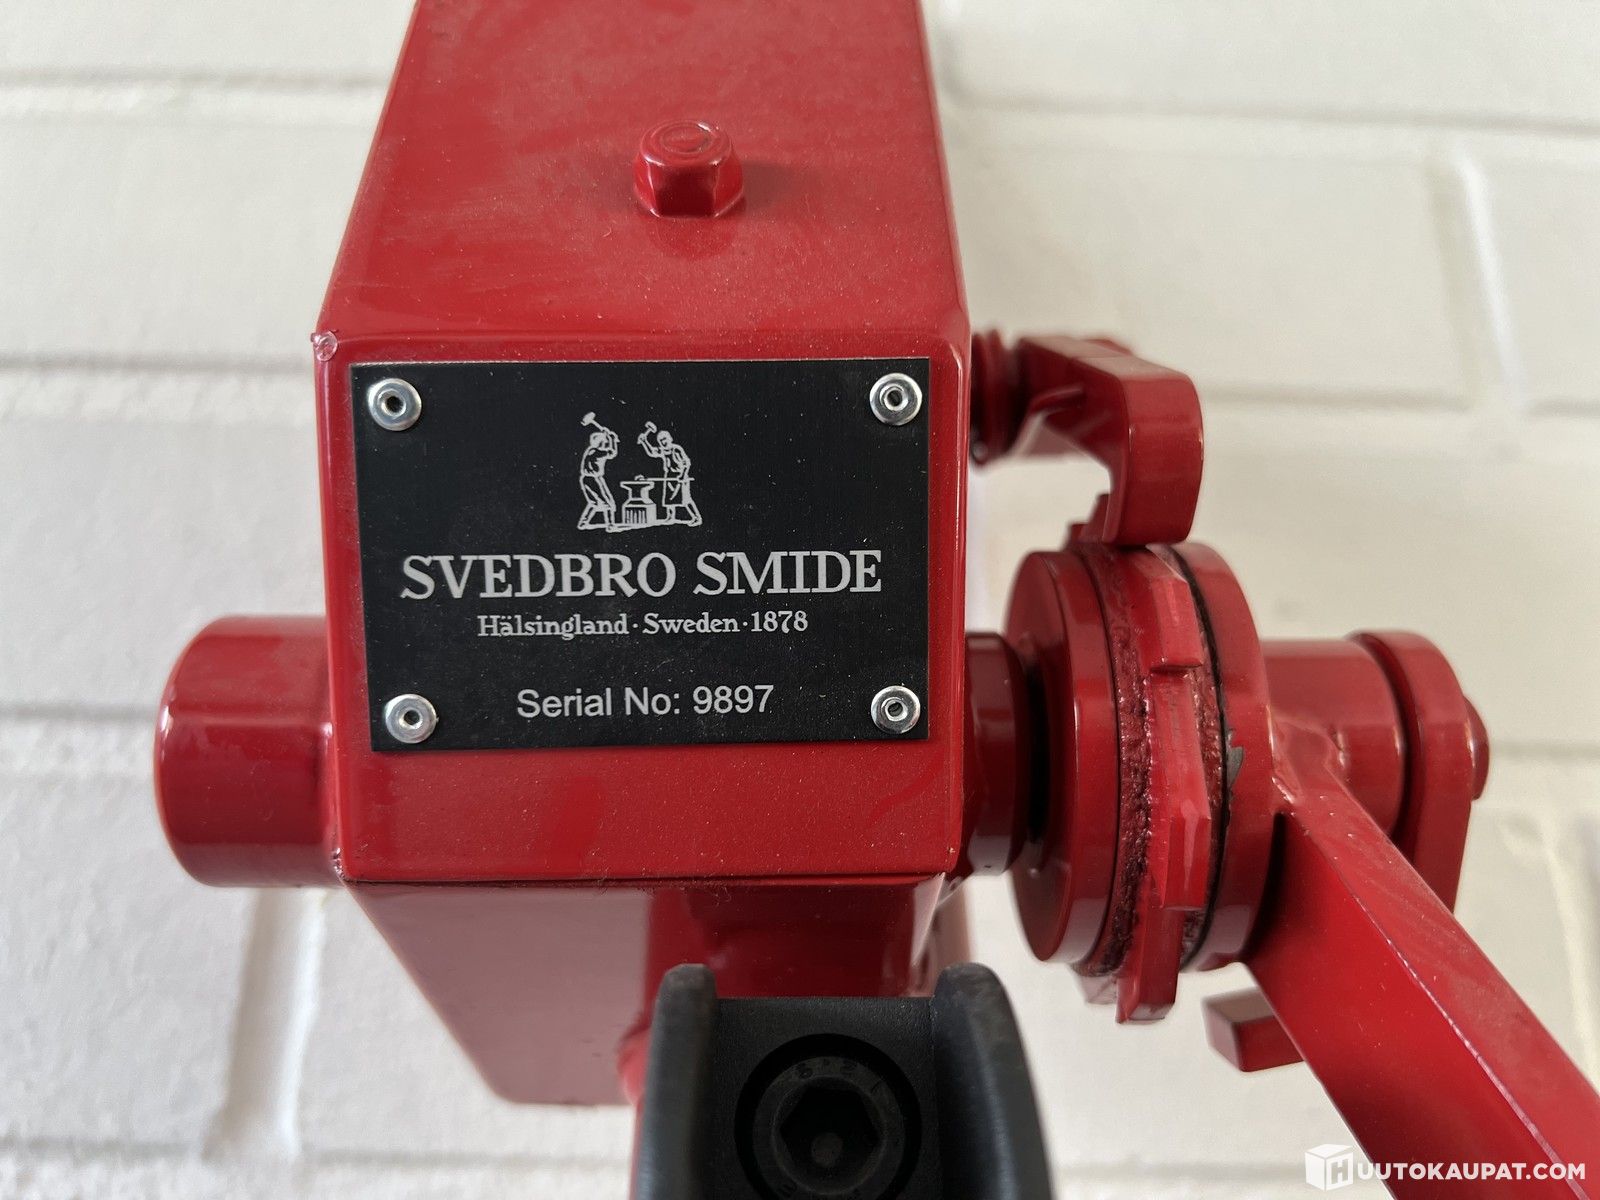 SVEDBRO SMIDE
Hälsingland · Sweden · 1878
Serial No: 9897
HUUTOKAUPAT.COM